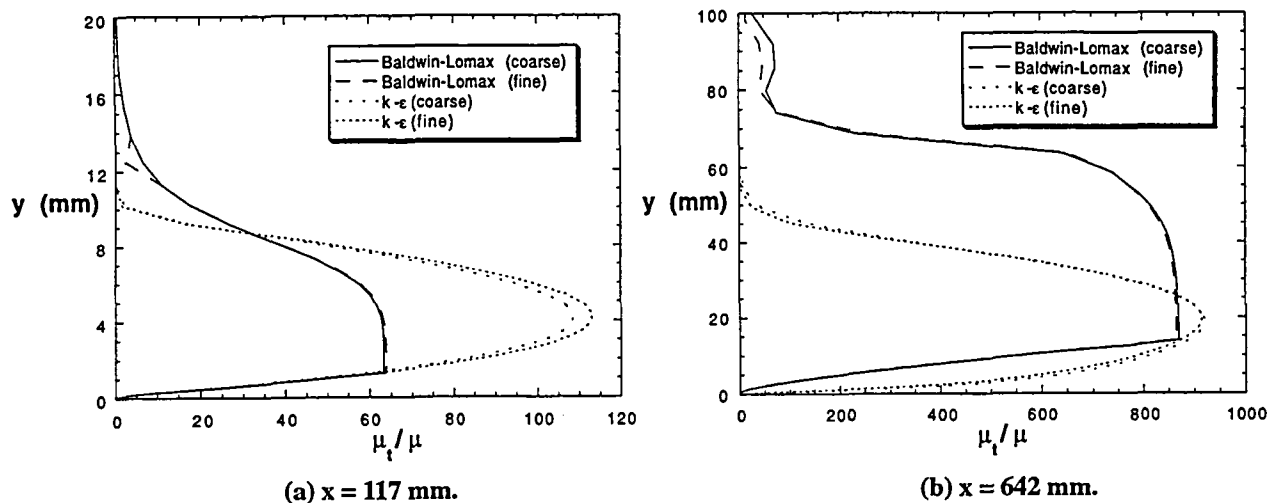 20
16
12
8
4
0
y (mm)
Baldwin-Lomax (coarse)
Baldwin-Lomax (fine)
k-ε (coarse)
k-ε (fine)
0 20 40 60 80 100 120
μt / μ
(a) x = 117 mm.
100
80
60
40
20
0
y (mm)
Baldwin-Lomax (coarse)
Baldwin-Lomax (fine)
k-ε (coarse)
k-ε (fine)
0 200 400 600 800 1000
μt / μ
(b) x = 642 mm.